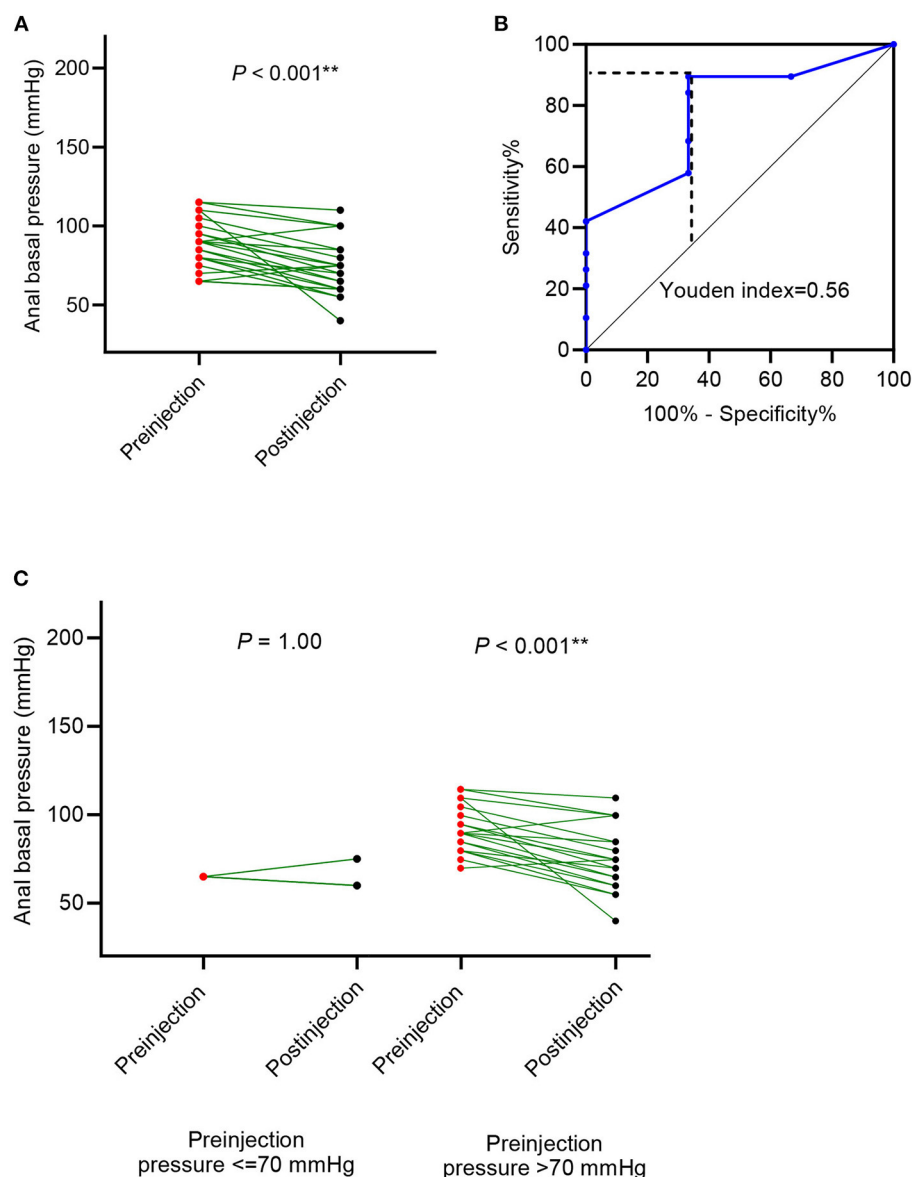 A
Anal basal pressure (mmHg)
200
150
100
50
P < 0.001**
Preinjection
Postinjection
B
Sensitivity%
100
80
60
40
20
0
Youden index=0.56
0 20 40 60 80 100
100% - Specificity%
C
Anal basal pressure (mmHg)
200
150
100
50
P = 1.00
P < 0.001**
Preinjection
Postinjection
Preinjection
Postinjection
Preinjection
pressure <=70 mmHg
Preinjection
pressure >70 mmHg